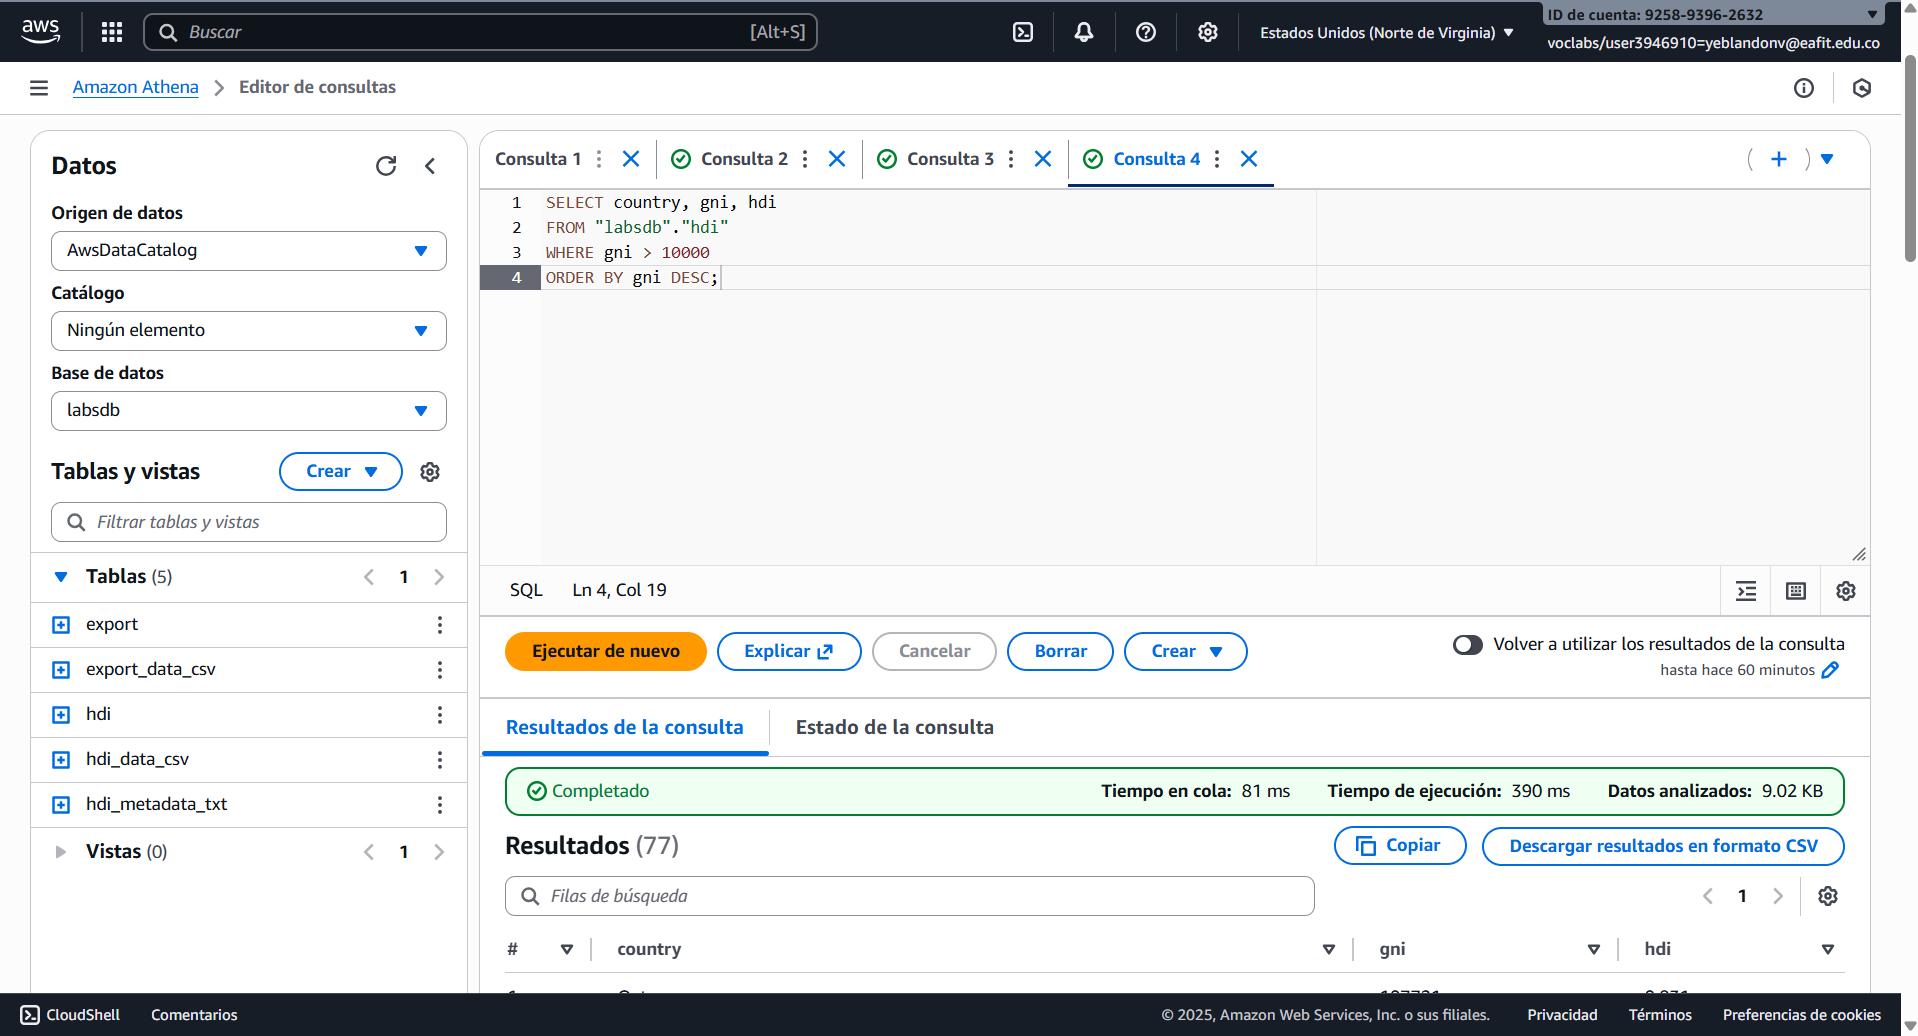 aws
Buscar
[Alt+S]
Estados Unidos (Norte de Virginia)
ID de cuenta: 9258-9396-2632
voclabs/user3946910=yeblandonv@eafit.edu.co
Amazon Athena
Editor de consultas
Datos
Origen de datos
AwsDataCatalog
Catálogo
Ningún elemento
Base de datos
labsdb
Tablas y vistas
Crear
Filtrar tablas y vistas
Tablas (5)
1
export
export_data_csv
hdi
hdi_data_csv
hdi_metadata_txt
Vistas (0)
1
Consulta 1
Consulta 2
Consulta 3
Consulta 4
1 SELECT country, gni, hdi
2 FROM "labsdb"."hdi"
3 WHERE gni > 10000
4 ORDER BY gni DESC;
SQL
Ln 4, Col 19
Ejecutar de nuevo
Explicar
Cancelar
Borrar
Crear
Volver a utilizar los resultados de la consulta
hasta hace 60 minutos
Resultados de la consulta
Estado de la consulta
Completado
Tiempo en cola: 81 ms
Tiempo de ejecución: 390 ms
Datos analizados: 9.02 KB
Resultados (77)
Copiar
Descargar resultados en formato CSV
Filas de búsqueda
1
# country gni hdi
CloudShell
Comentarios
© 2025, Amazon Web Services, Inc. o sus filiales.
Privacidad
Términos
Preferencias de cookies